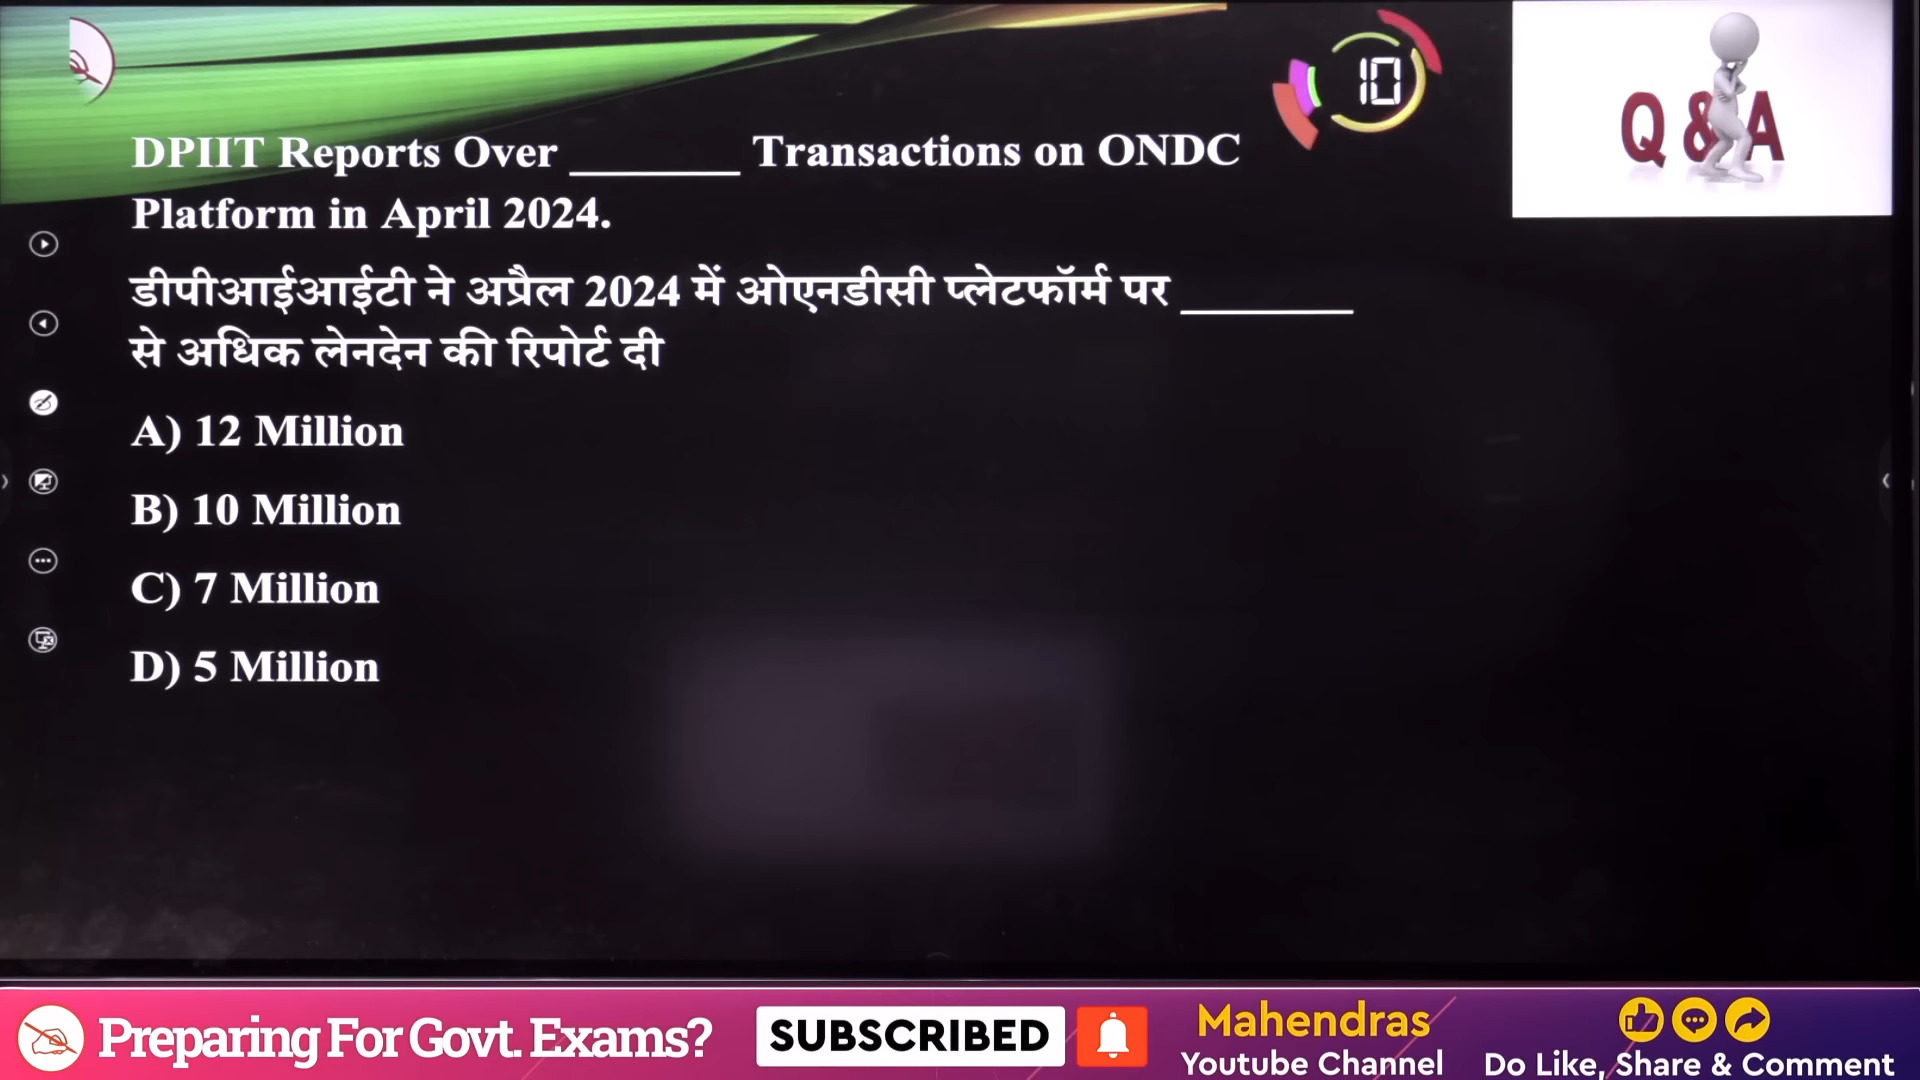 10
Q & A
DPIIT Reports Over ________ Transactions on ONDC
Platform in April 2024.
डीपीआईआईटी ने अप्रैल 2024 में ओएनडीसी प्लेटफॉर्म पर ________
से अधिक लेनदेन की रिपोर्ट दी
A) 12 Million
B) 10 Million
C) 7 Million
D) 5 Million
Preparing For Govt. Exams?
SUBSCRIBED
Mahendras
Youtube Channel
Do Like, Share & Comment